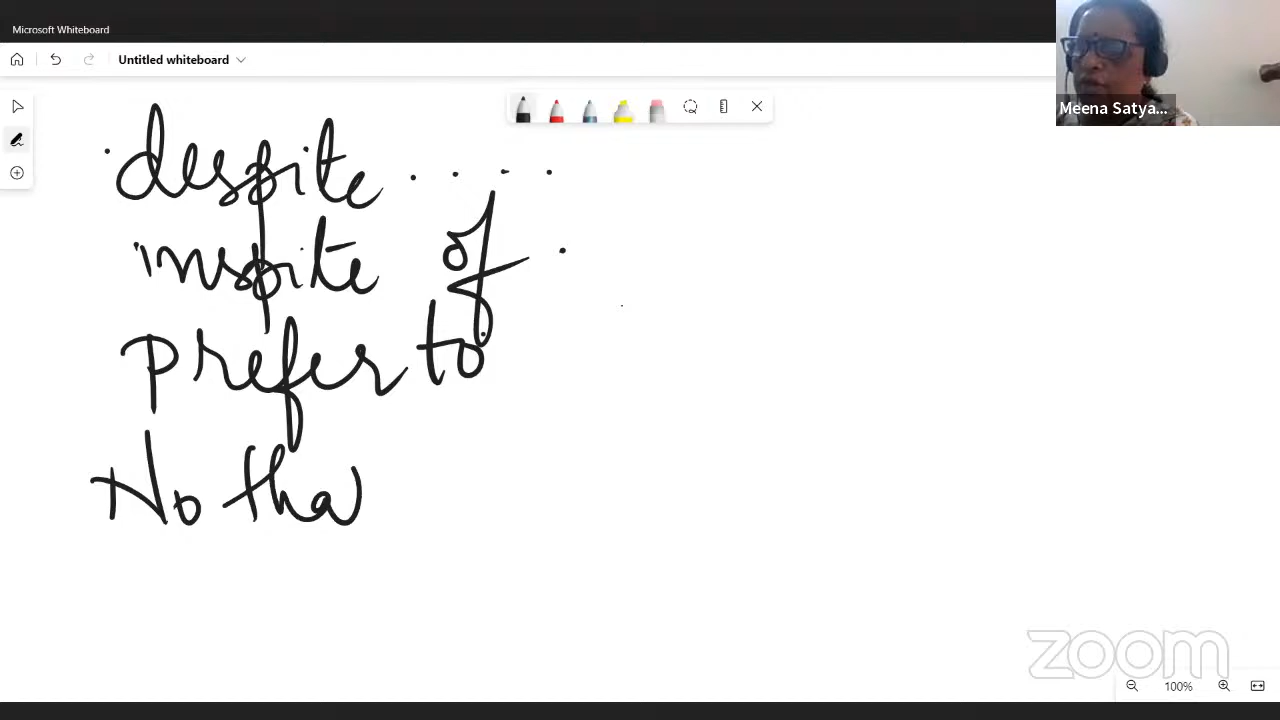 Microsoft Whiteboard
Untitled whiteboard
Meena Satya...
despite ....
inspite of .
prefer to
No tha
zoom
100%